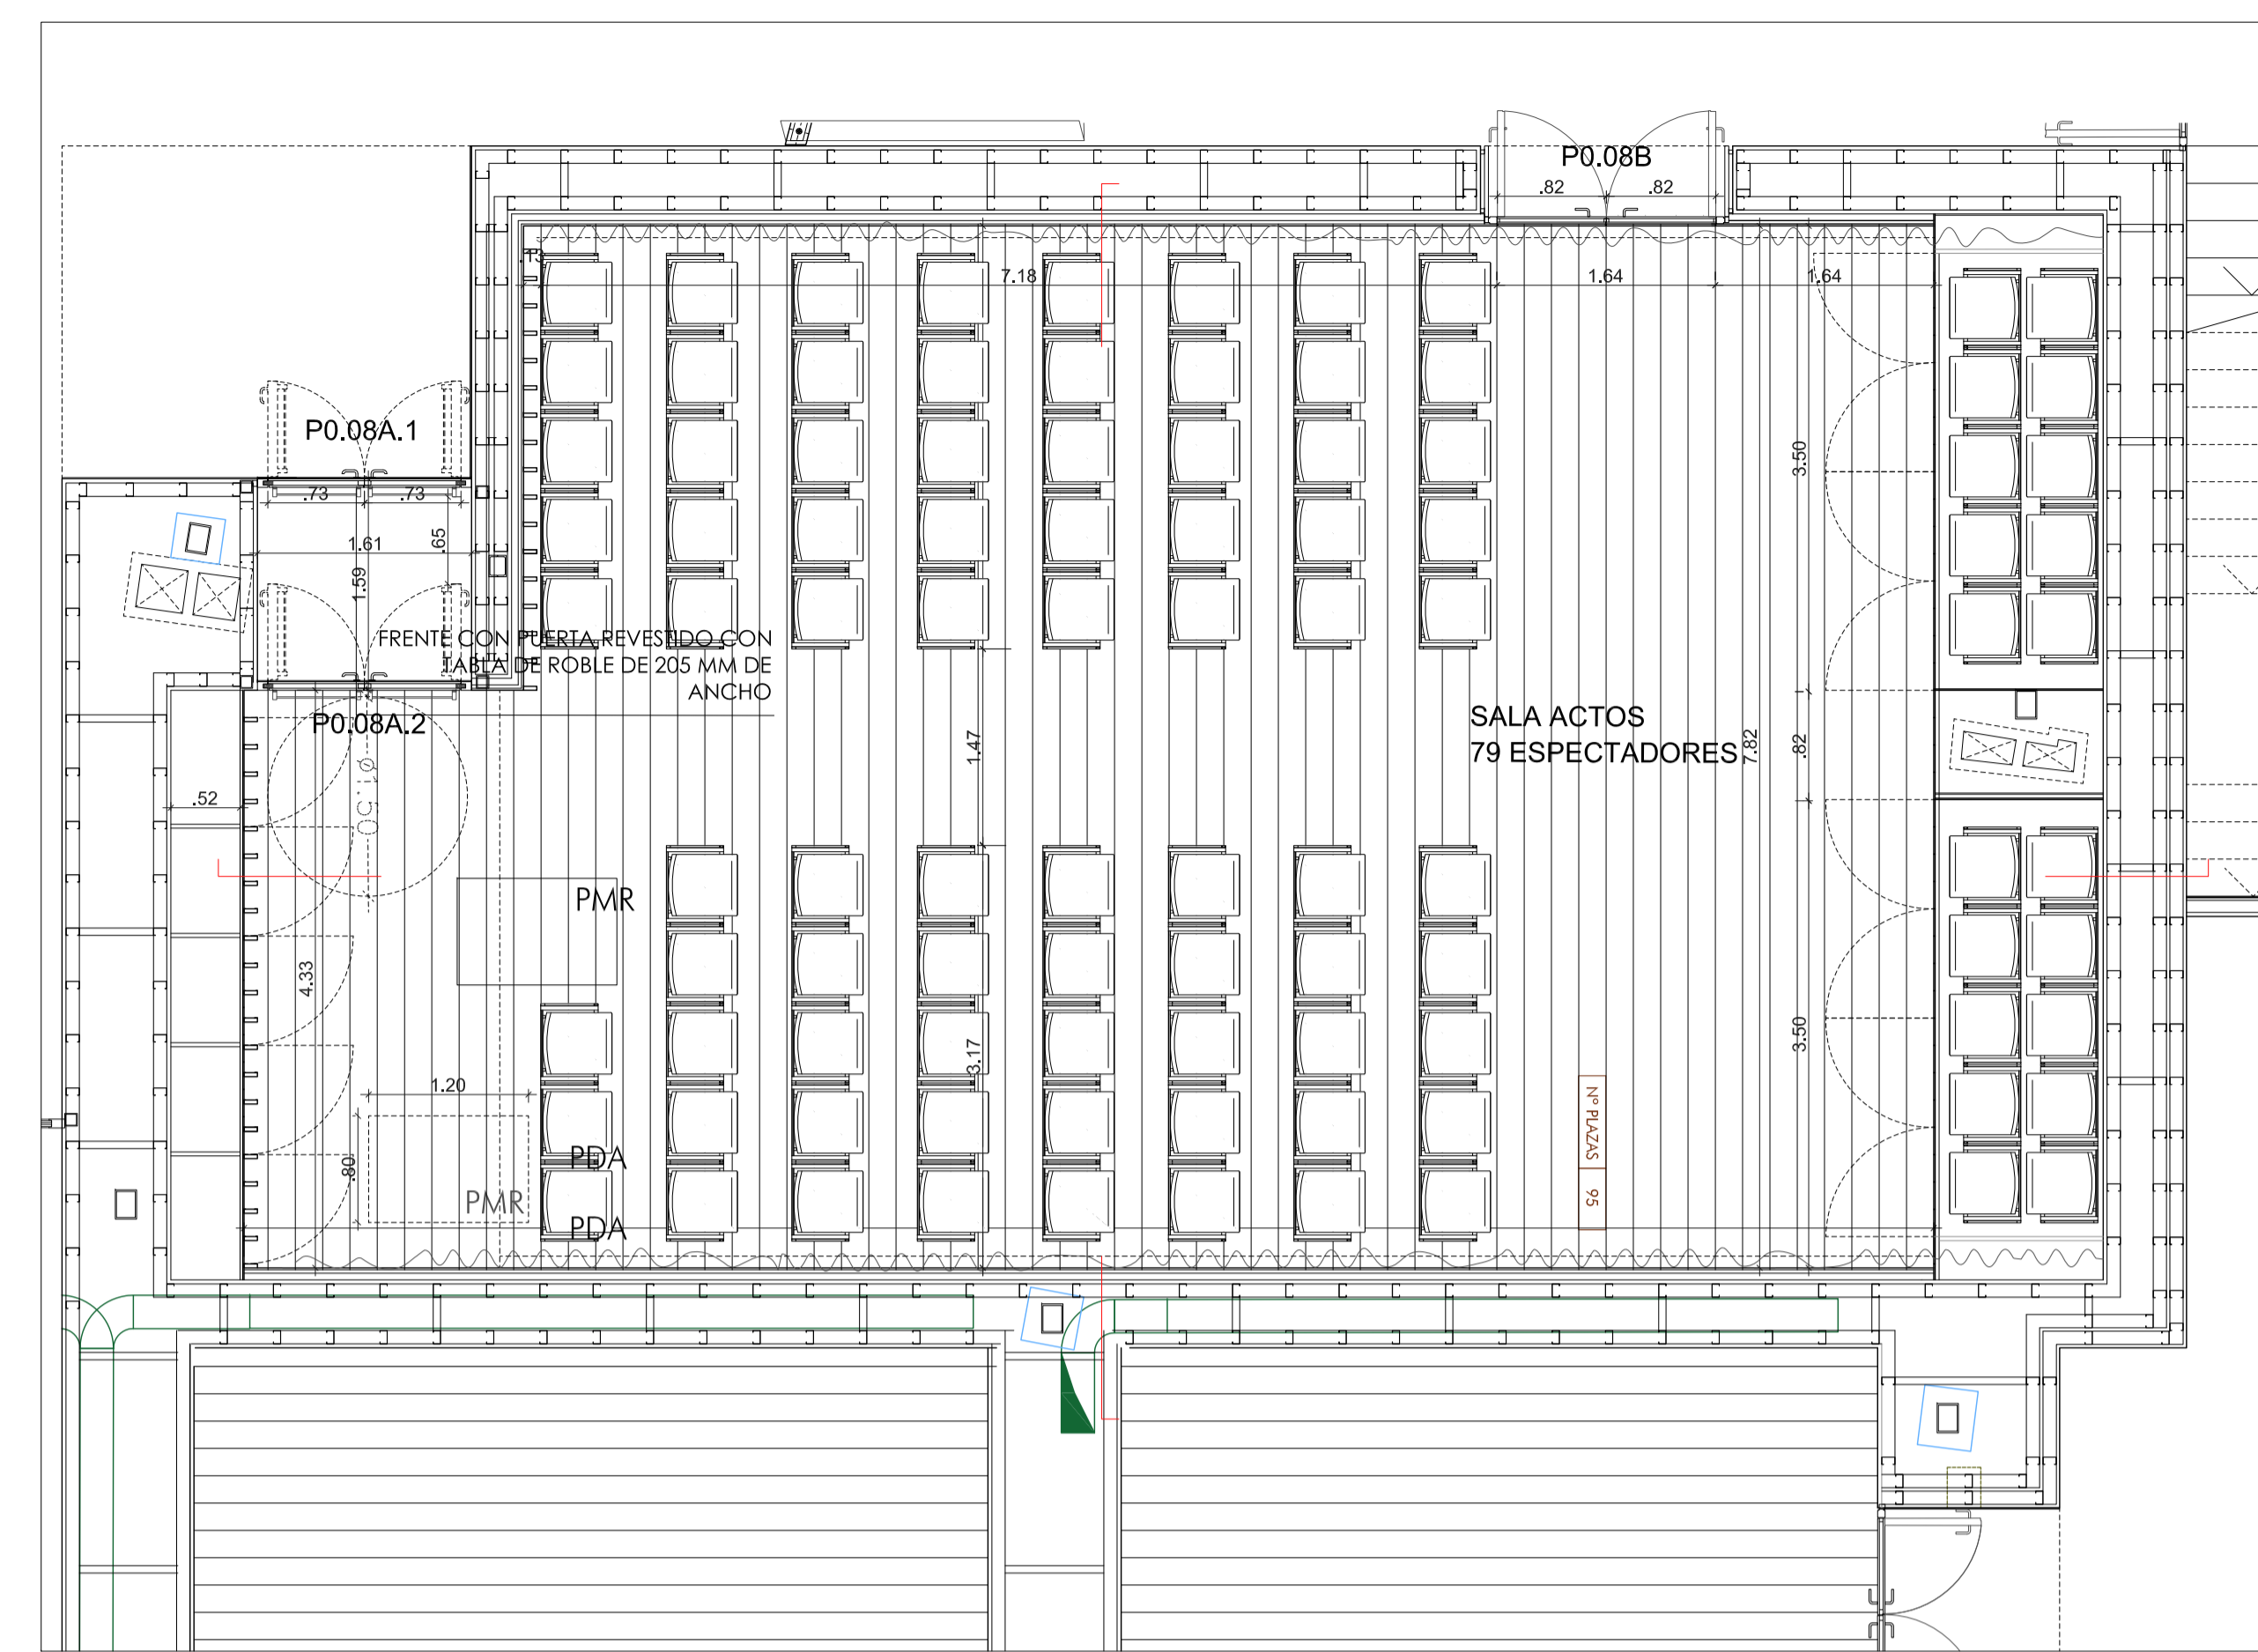 P0.08B
.82
.82
.13
7.18
1.64
1.64
P0.08A.1
3.50
.73
.73
.65
1.61
1.59
FRENTE CON PUERTA REVESTIDO CON
TABLA DE ROBLE DE 205 MM DE
ANCHO
P0.08A.2
SALA ACTOS
79 ESPECTADORES
1.47
7.82
.82
.52
PMR
4.33
3.17
3.50
1.20
Nº PLAZAS 95
.80
PDA
PMR
PDA